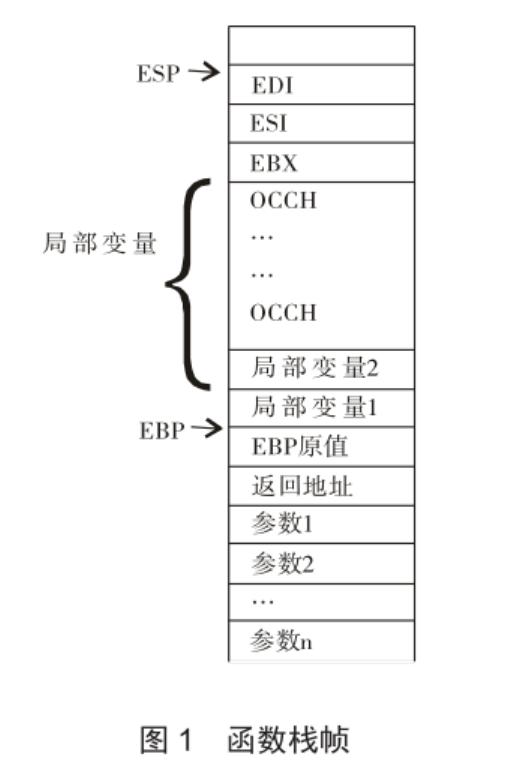 ESP
EDI
ESI
EBX
OCCH
局部变量
…
…
OCCH
局部变量2
局部变量1
EBP
EBP原值
返回地址
参数1
参数2
…
参数n
图 1 函数栈帧